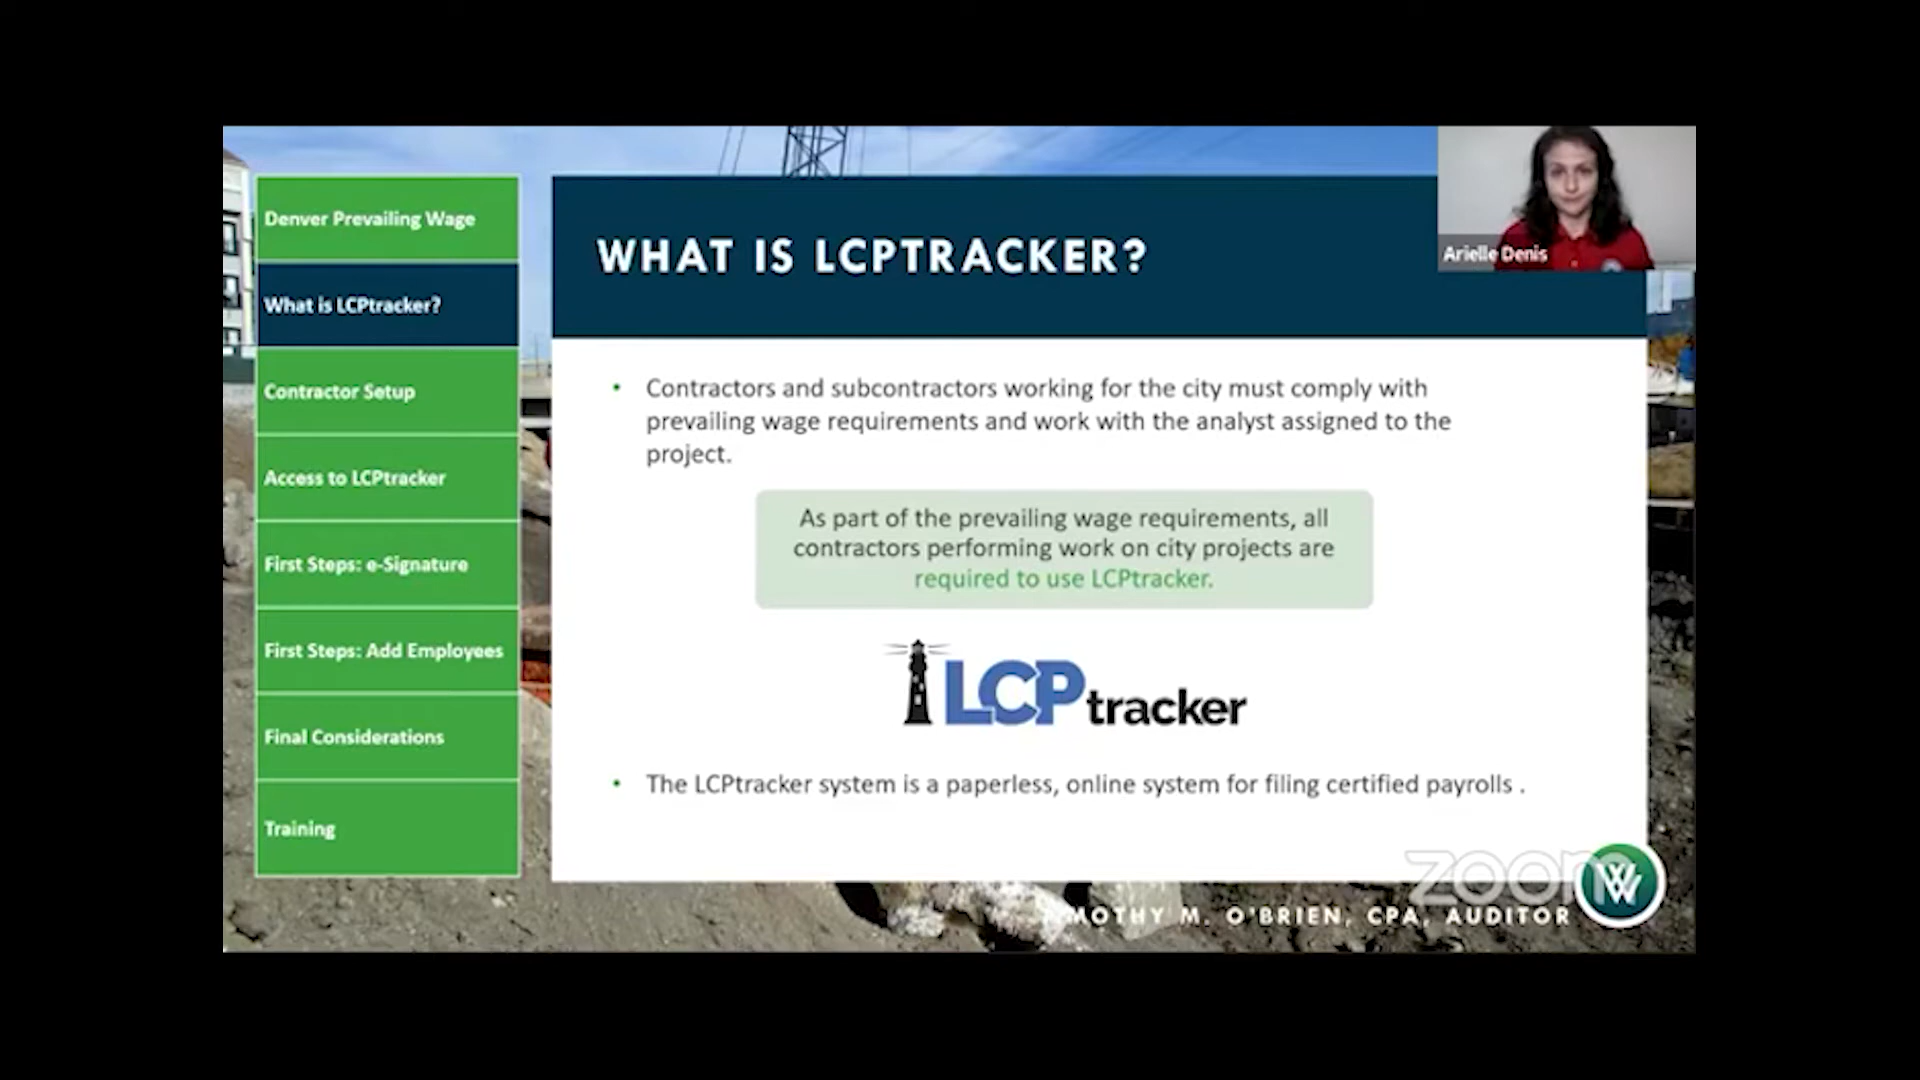 Denver Prevailing Wage
What is LCPtracker?
Contractor Setup
Access to LCPtracker
First Steps: e-Signature
First Steps: Add Employees
Final Considerations
Training
WHAT IS LCPTRACKER?
Arielle Denis
• Contractors and subcontractors working for the city must comply with
prevailing wage requirements and work with the analyst assigned to the
project.
As part of the prevailing wage requirements, all
contractors performing work on city projects are
required to use LCPtracker.
LCPtracker
• The LCPtracker system is a paperless, online system for filing certified payrolls .
zoom
M. O'BRIEN, CPA, AUDITOR